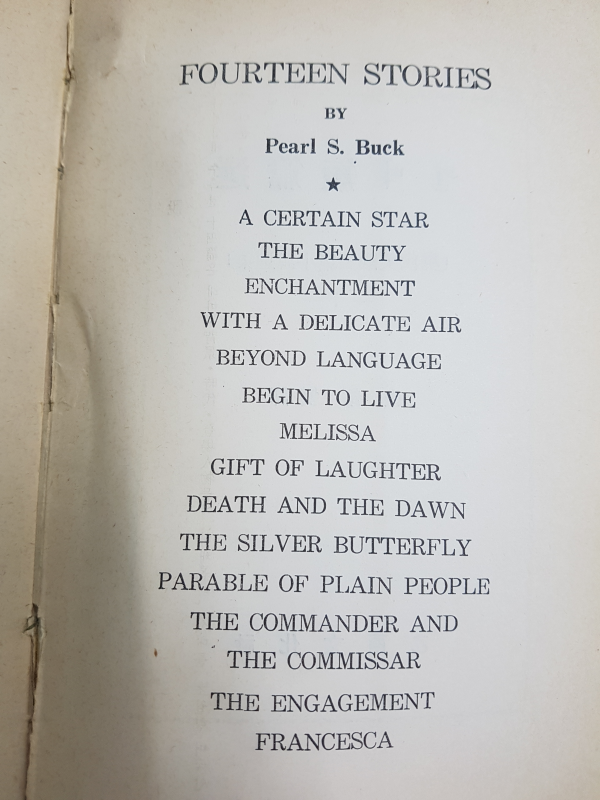 FOURTEEN STORIES
BY
Pearl S. Buck
★
A CERTAIN STAR
THE BEAUTY
ENCHANTMENT
WITH A DELICATE AIR
BEYOND LANGUAGE
BEGIN TO LIVE
MELISSA
GIFT OF LAUGHTER
DEATH AND THE DAWN
THE SILVER BUTTERFLY
PARABLE OF PLAIN PEOPLE
THE COMMANDER AND
THE COMMISSAR
THE ENGAGEMENT
FRANCESCA